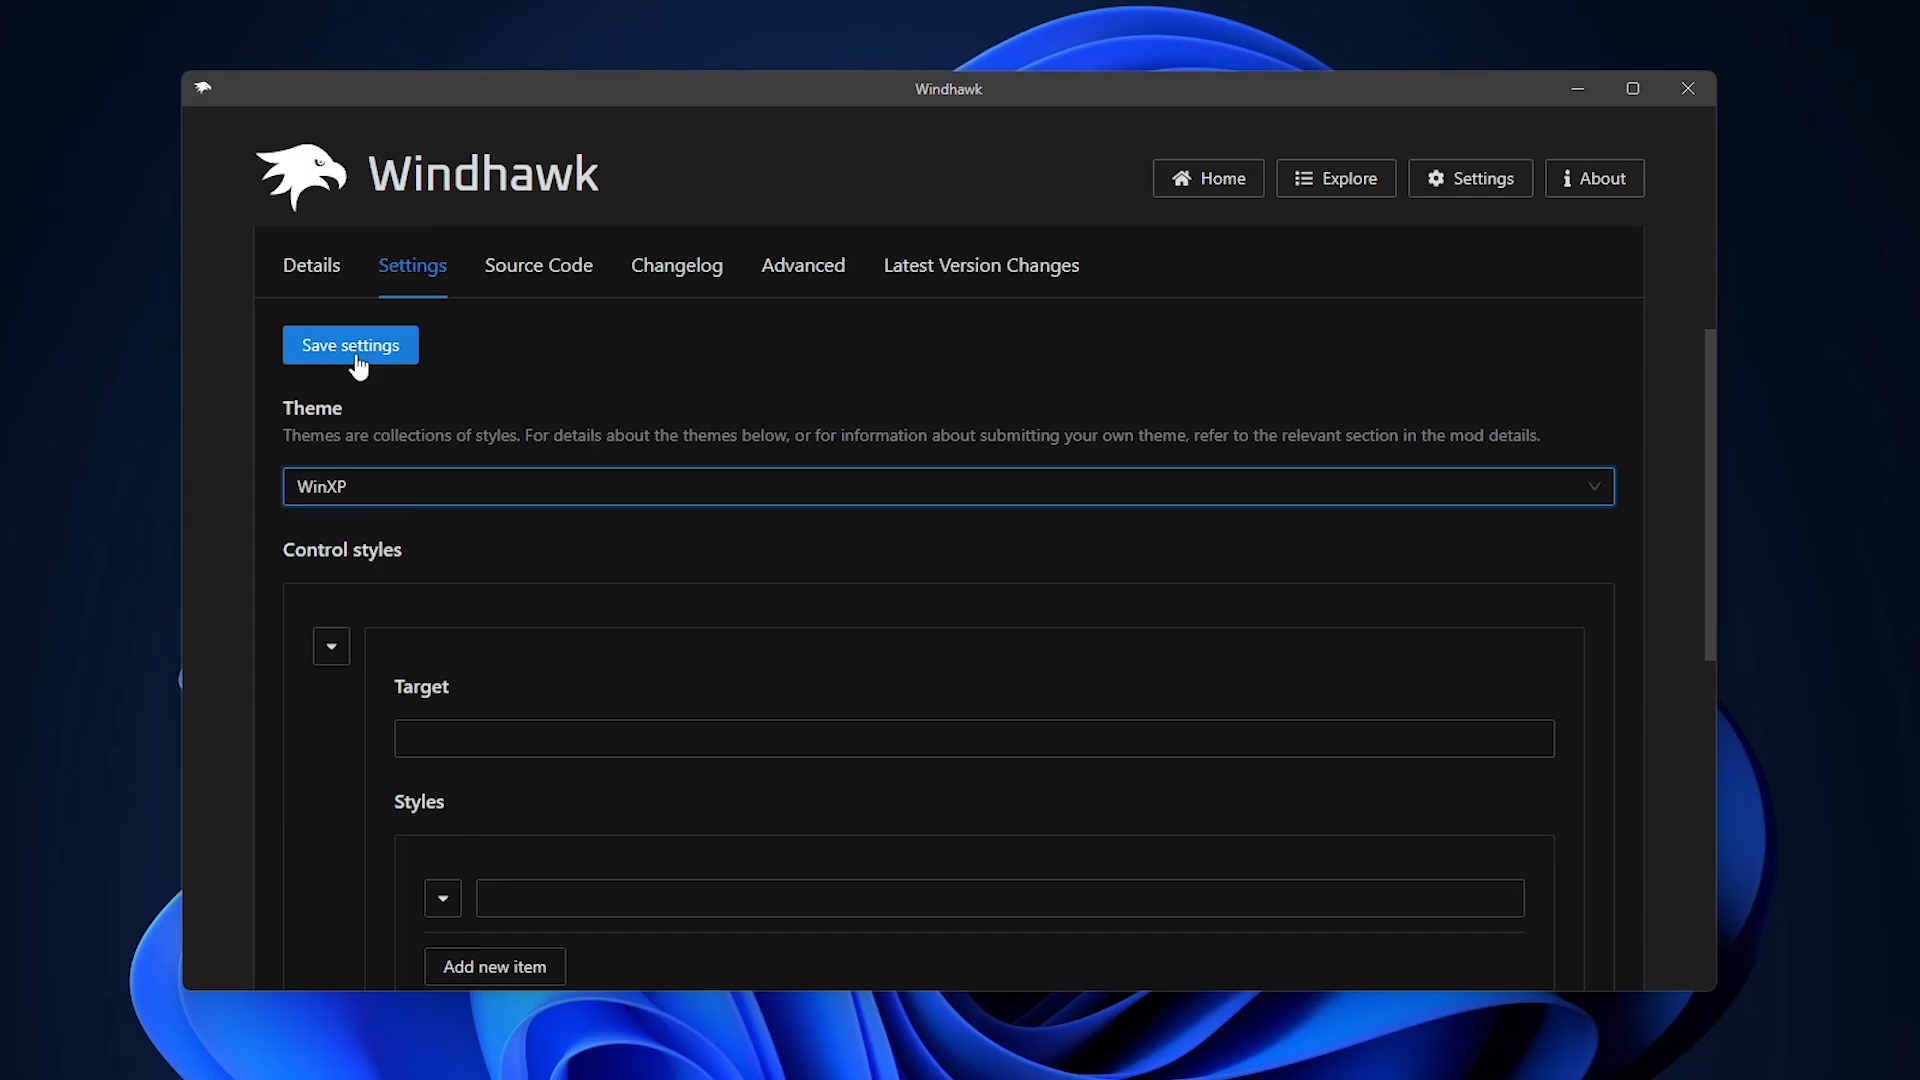 Windhawk
Windhawk
Home
Explore
Settings
About
Details
Settings
Source Code
Changelog
Advanced
Latest Version Changes
Save settings
Theme
Themes are collections of styles. For details about the themes below, or for information about submitting your own theme, refer to the relevant section in the mod details.
WinXP
Control styles
Target
Styles
Add new item